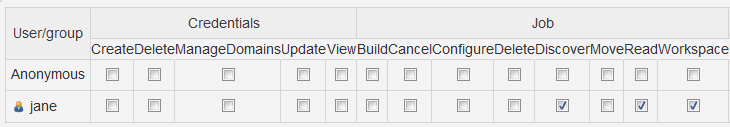 User/group Credentials Job
Create Delete ManageDomains Update View Build Cancel Configure Delete Discover Move Read Workspace
Anonymous
jane